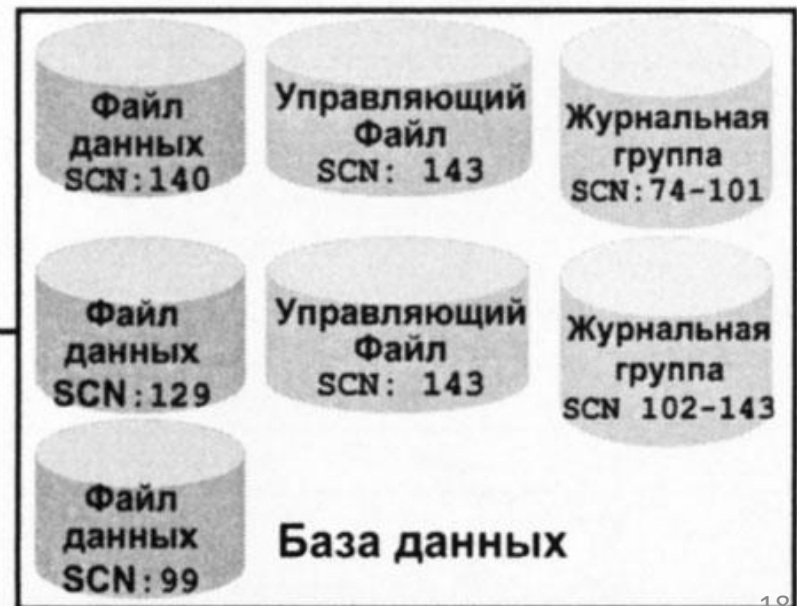 Файл
данных
SCN:140
Управляющий
Файл
SCN: 143
Журнальная
группа
SCN:74-101
Файл
данных
SCN:129
Управляющий
Файл
SCN: 143
Журнальная
группа
SCN 102-143
Файл
данных
SCN:99
База данных
18